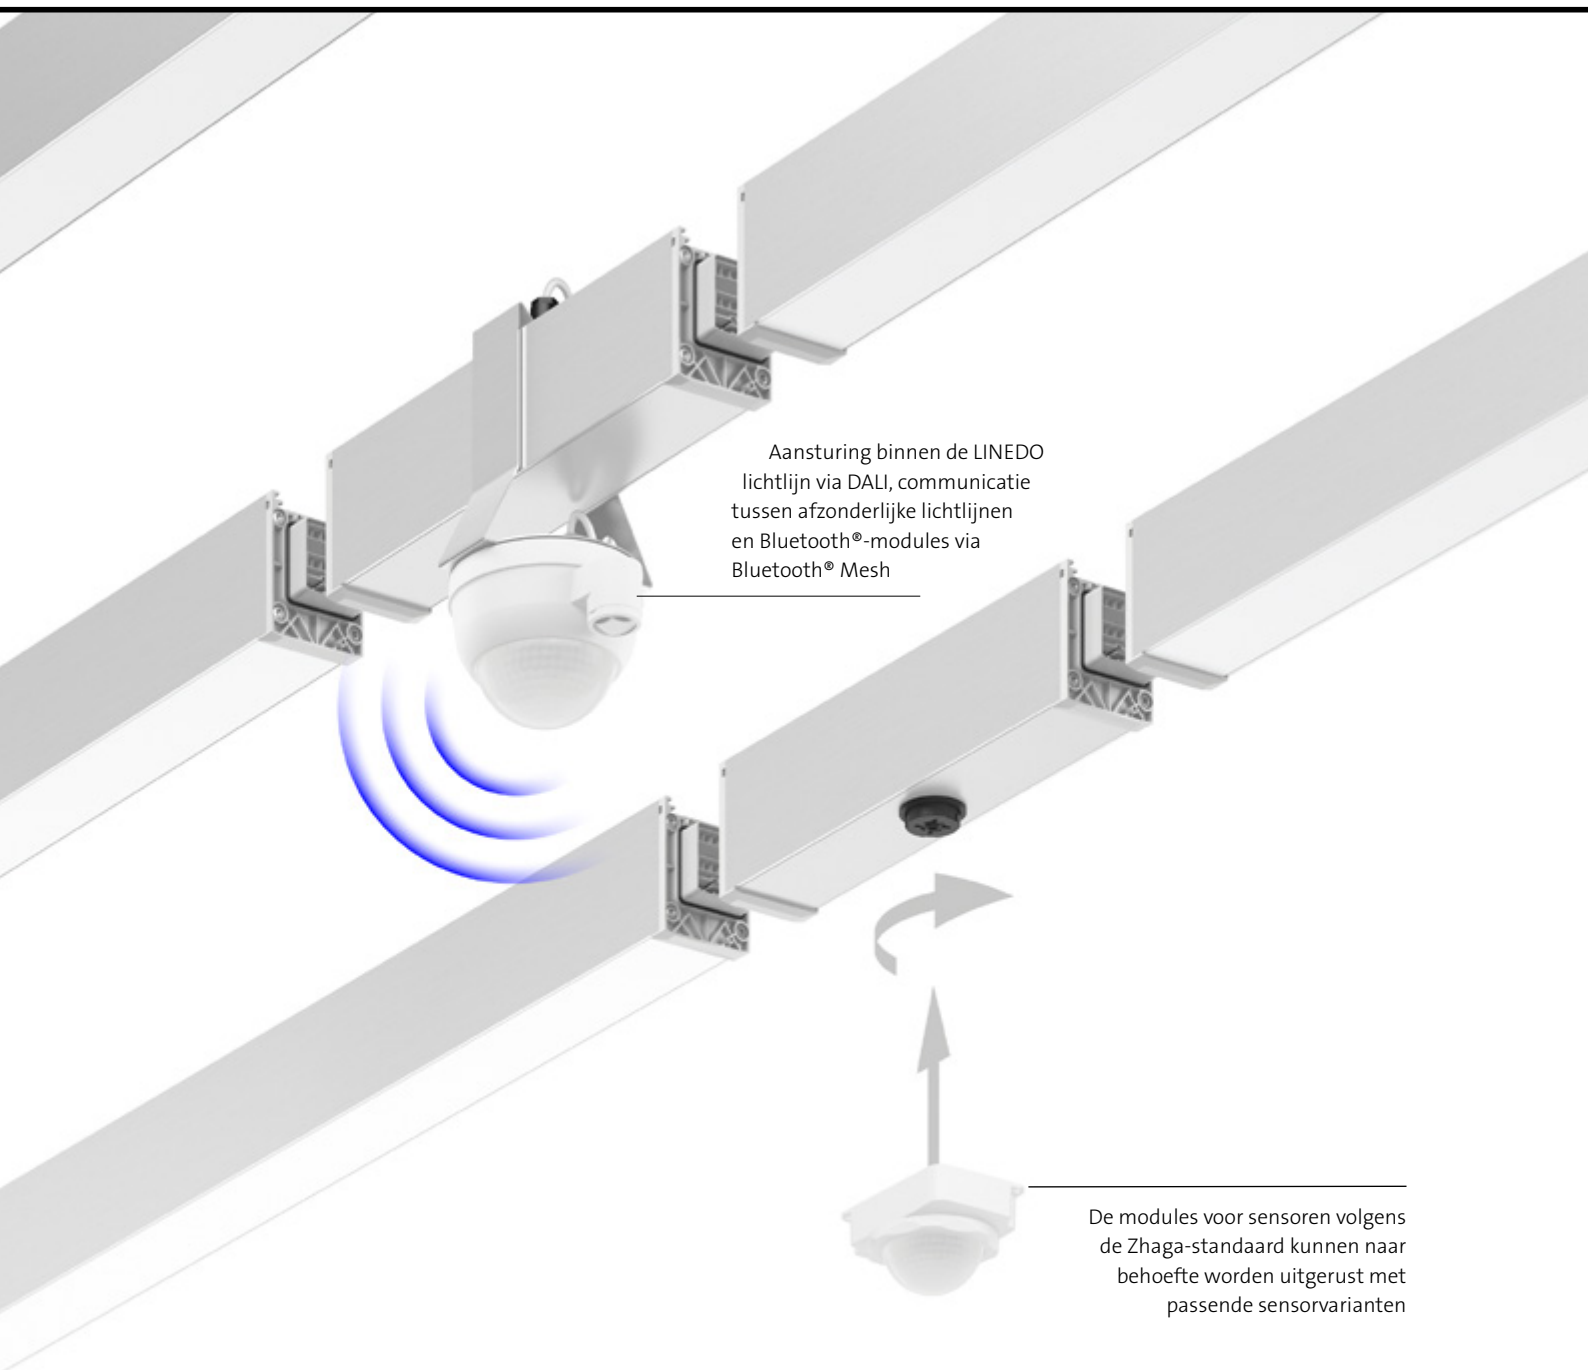 Aansturing binnen de LINEDO
lichtlijn via DALI, communicatie
tussen afzonderlijke lichtlijnen
en Bluetooth®-modules via
Bluetooth® Mesh
De modules voor sensoren volgens
de Zhaga-standaard kunnen naar
behoefte worden uitgerust met
passende sensorvarianten